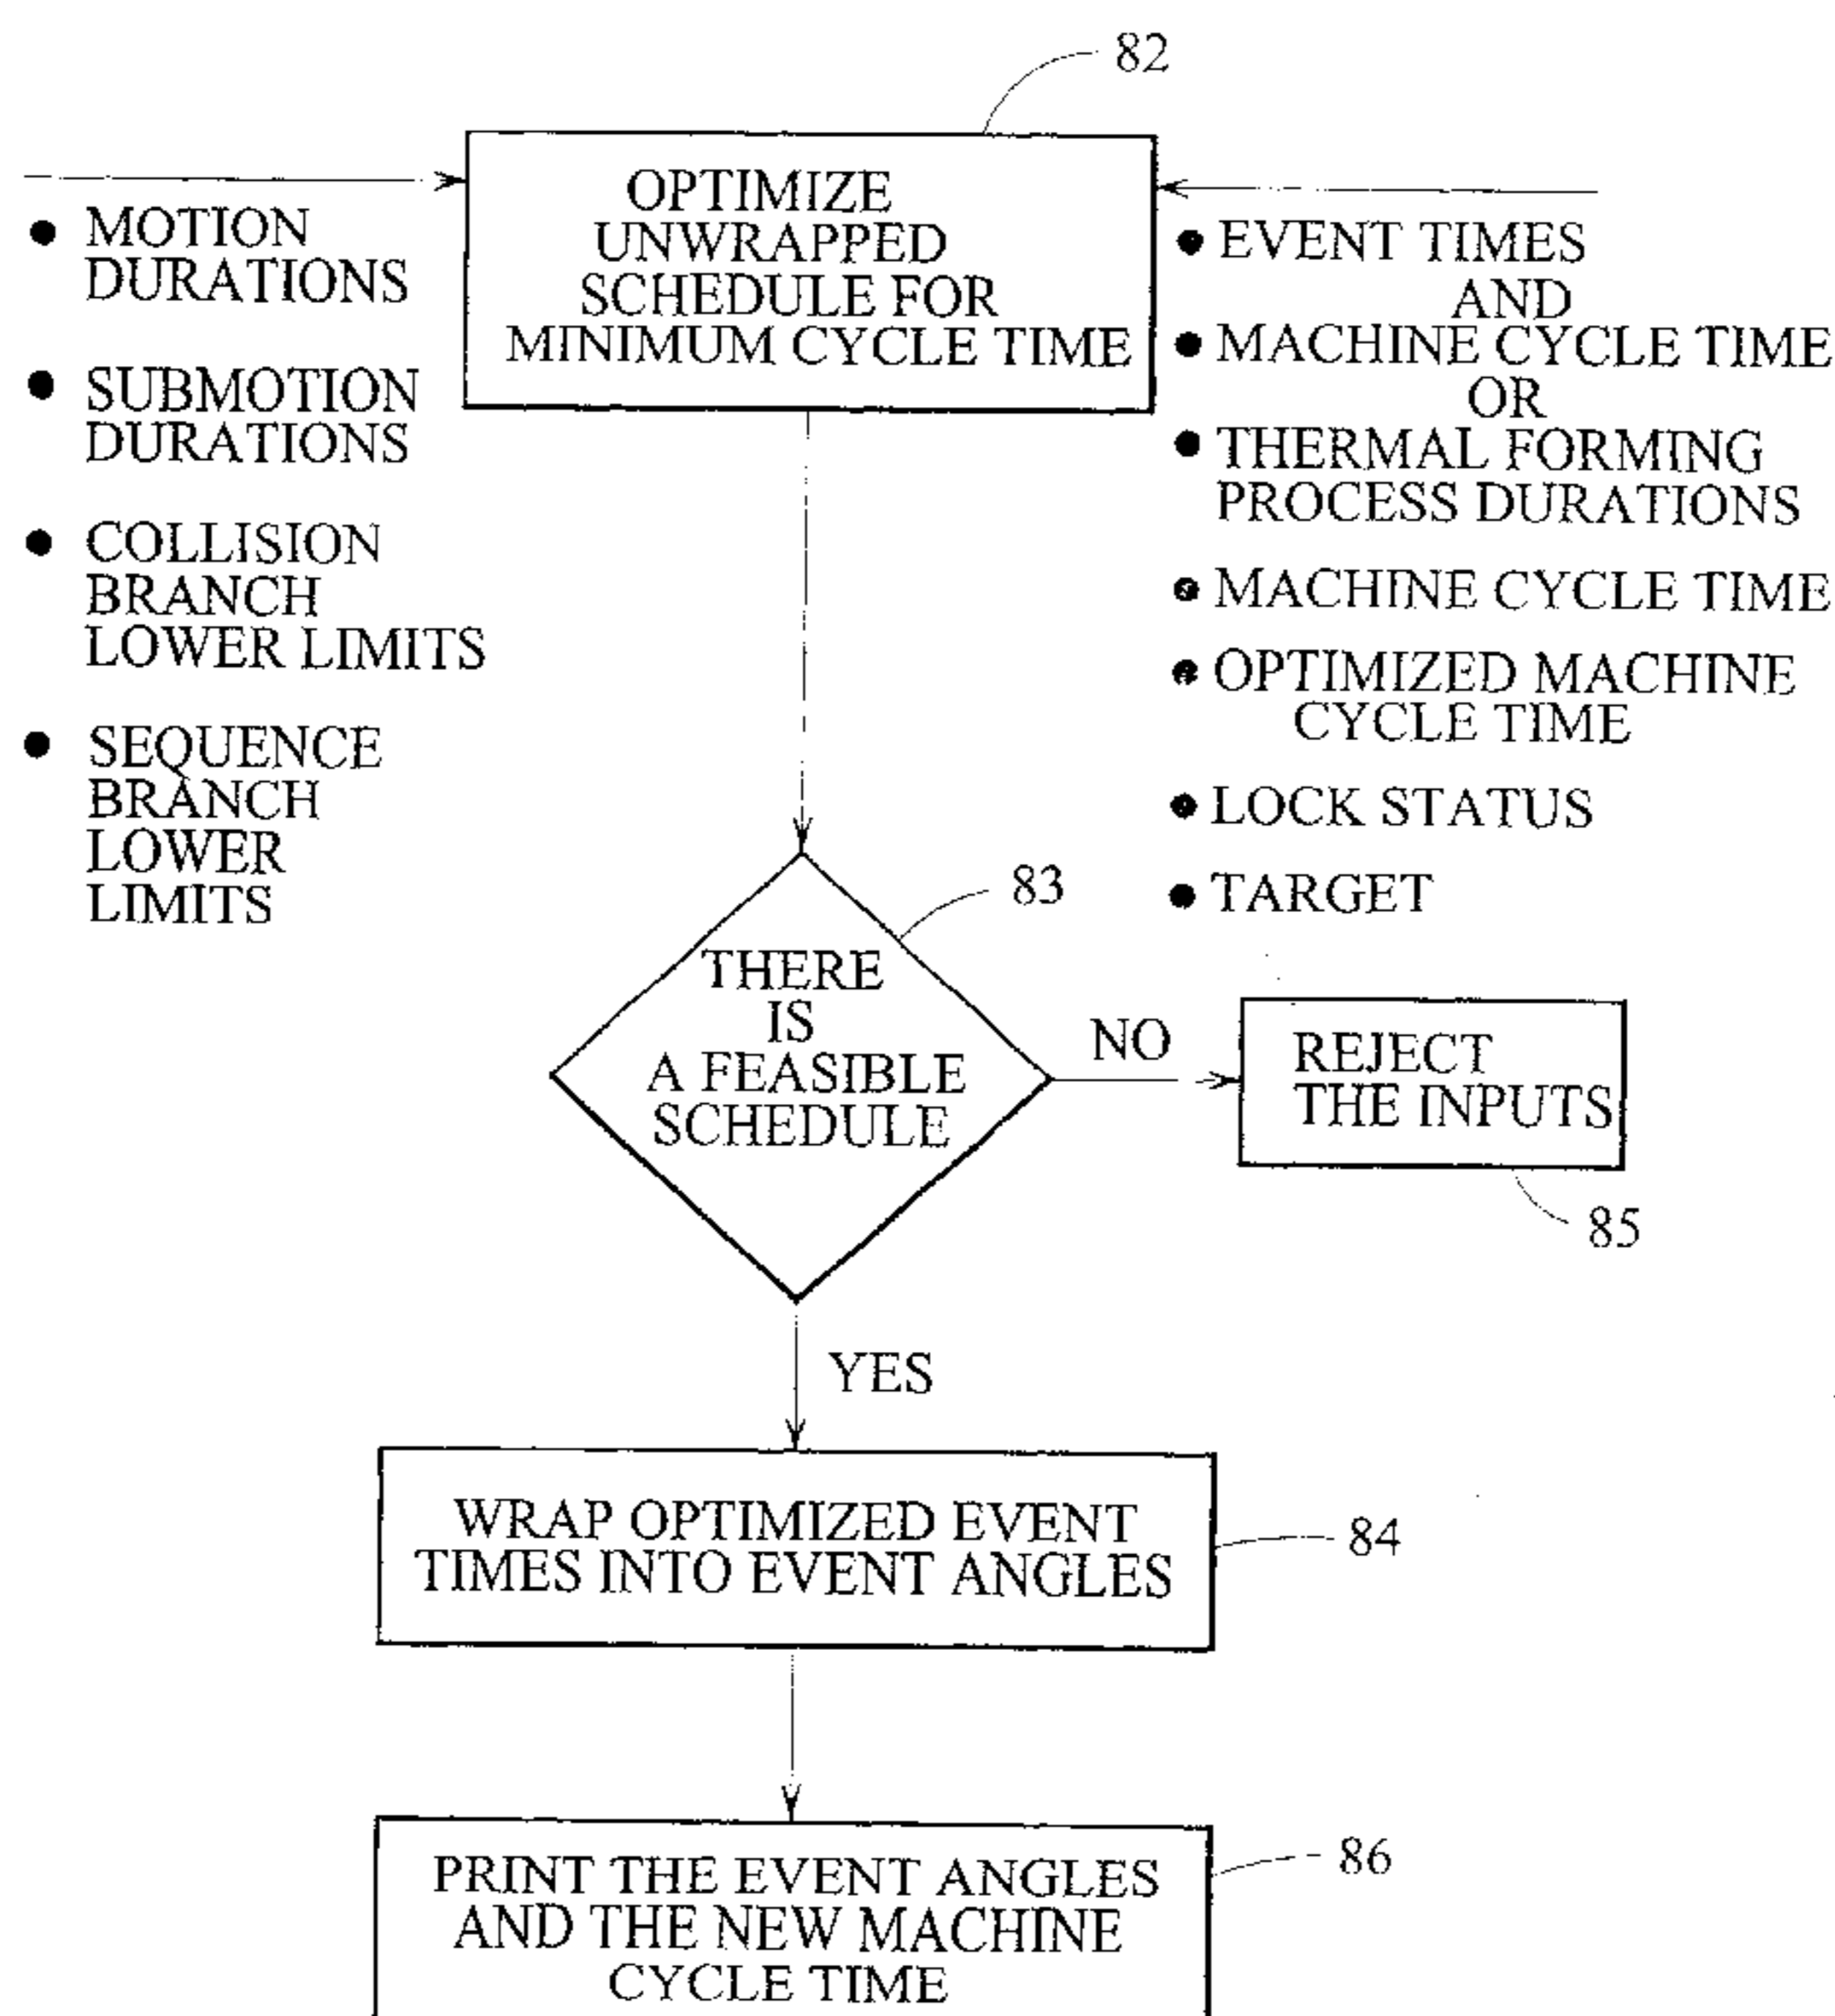 82
OPTIMIZE
UNWRAPPED
SCHEDULE FOR
MINIMUM CYCLE TIME
● MOTION
DURATIONS
● SUBMOTION
DURATIONS
● COLLISION
BRANCH
LOWER LIMITS
● SEQUENCE
BRANCH
LOWER
LIMITS
● EVENT TIMES
AND
● MACHINE CYCLE TIME
OR
● THERMAL FORMING
PROCESS DURATIONS
● MACHINE CYCLE TIME
● OPTIMIZED MACHINE
CYCLE TIME
● LOCK STATUS
● TARGET
83
THERE
IS
A FEASIBLE
SCHEDULE
NO
REJECT
THE INPUTS
85
YES
WRAP OPTIMIZED EVENT
TIMES INTO EVENT ANGLES
84
PRINT THE EVENT ANGLES
AND THE NEW MACHINE
CYCLE TIME
86